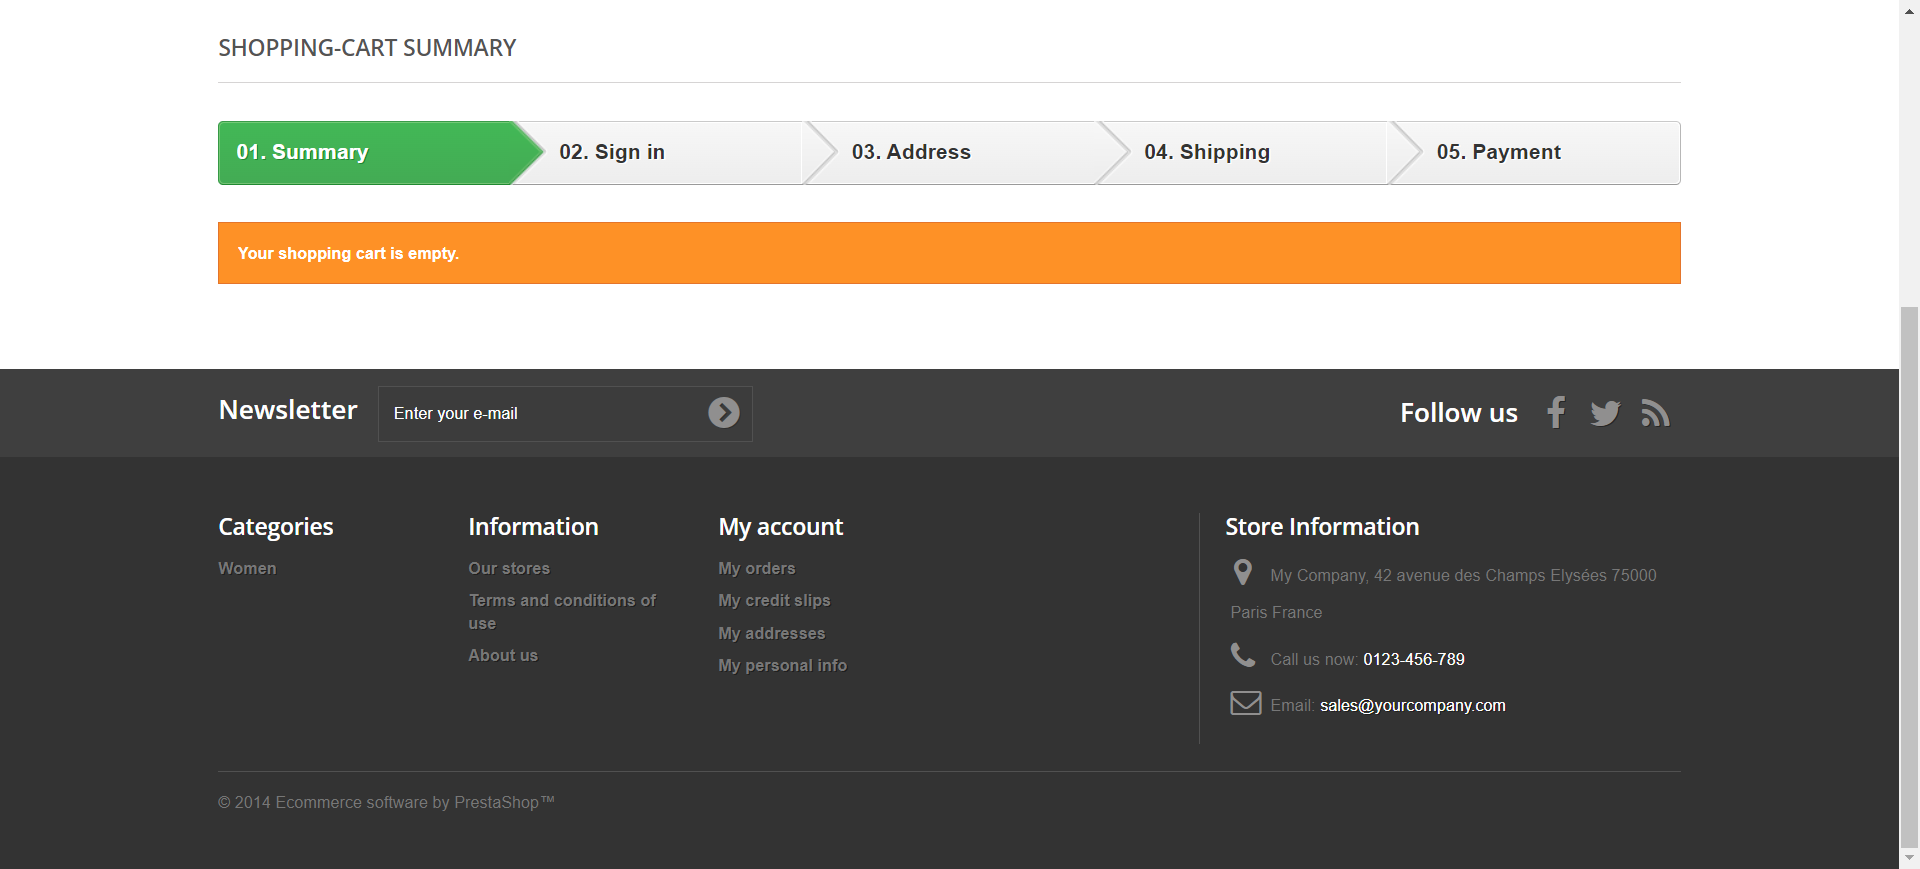 SHOPPING-CART SUMMARY
01. Summary
02. Sign in
03. Address
04. Shipping
05. Payment
Your shopping cart is empty.
Newsletter
Enter your e-mail
Follow us
Categories
Women
Information
Our stores
Terms and conditions of
use
About us
My account
My orders
My credit slips
My addresses
My personal info
Store Information
My Company, 42 avenue des Champs Elysées 75000
Paris France
Call us now: 0123-456-789
Email: sales@yourcompany.com
© 2014 Ecommerce software by PrestaShop™